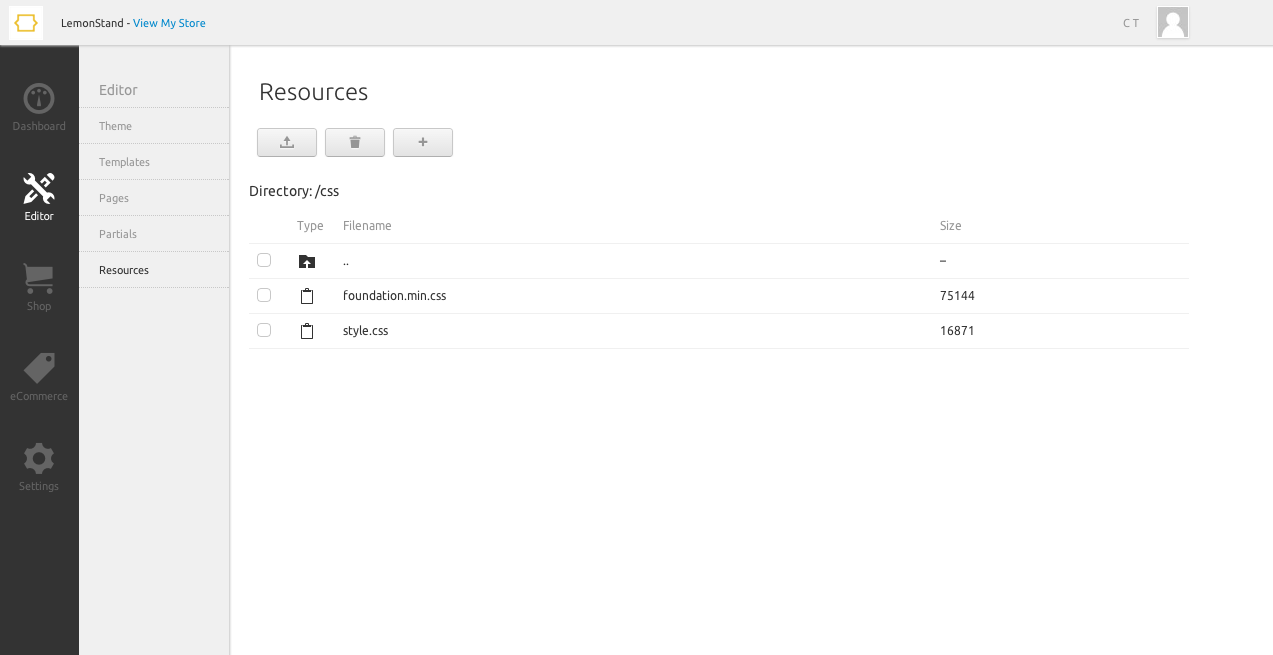 LemonStand - View My Store
C T
Dashboard
Editor
Shop
eCommerce
Settings
Editor
Theme
Templates
Pages
Partials
Resources
Resources
Directory: /css
Type Filename Size
.. –
foundation.min.css 75144
style.css 16871